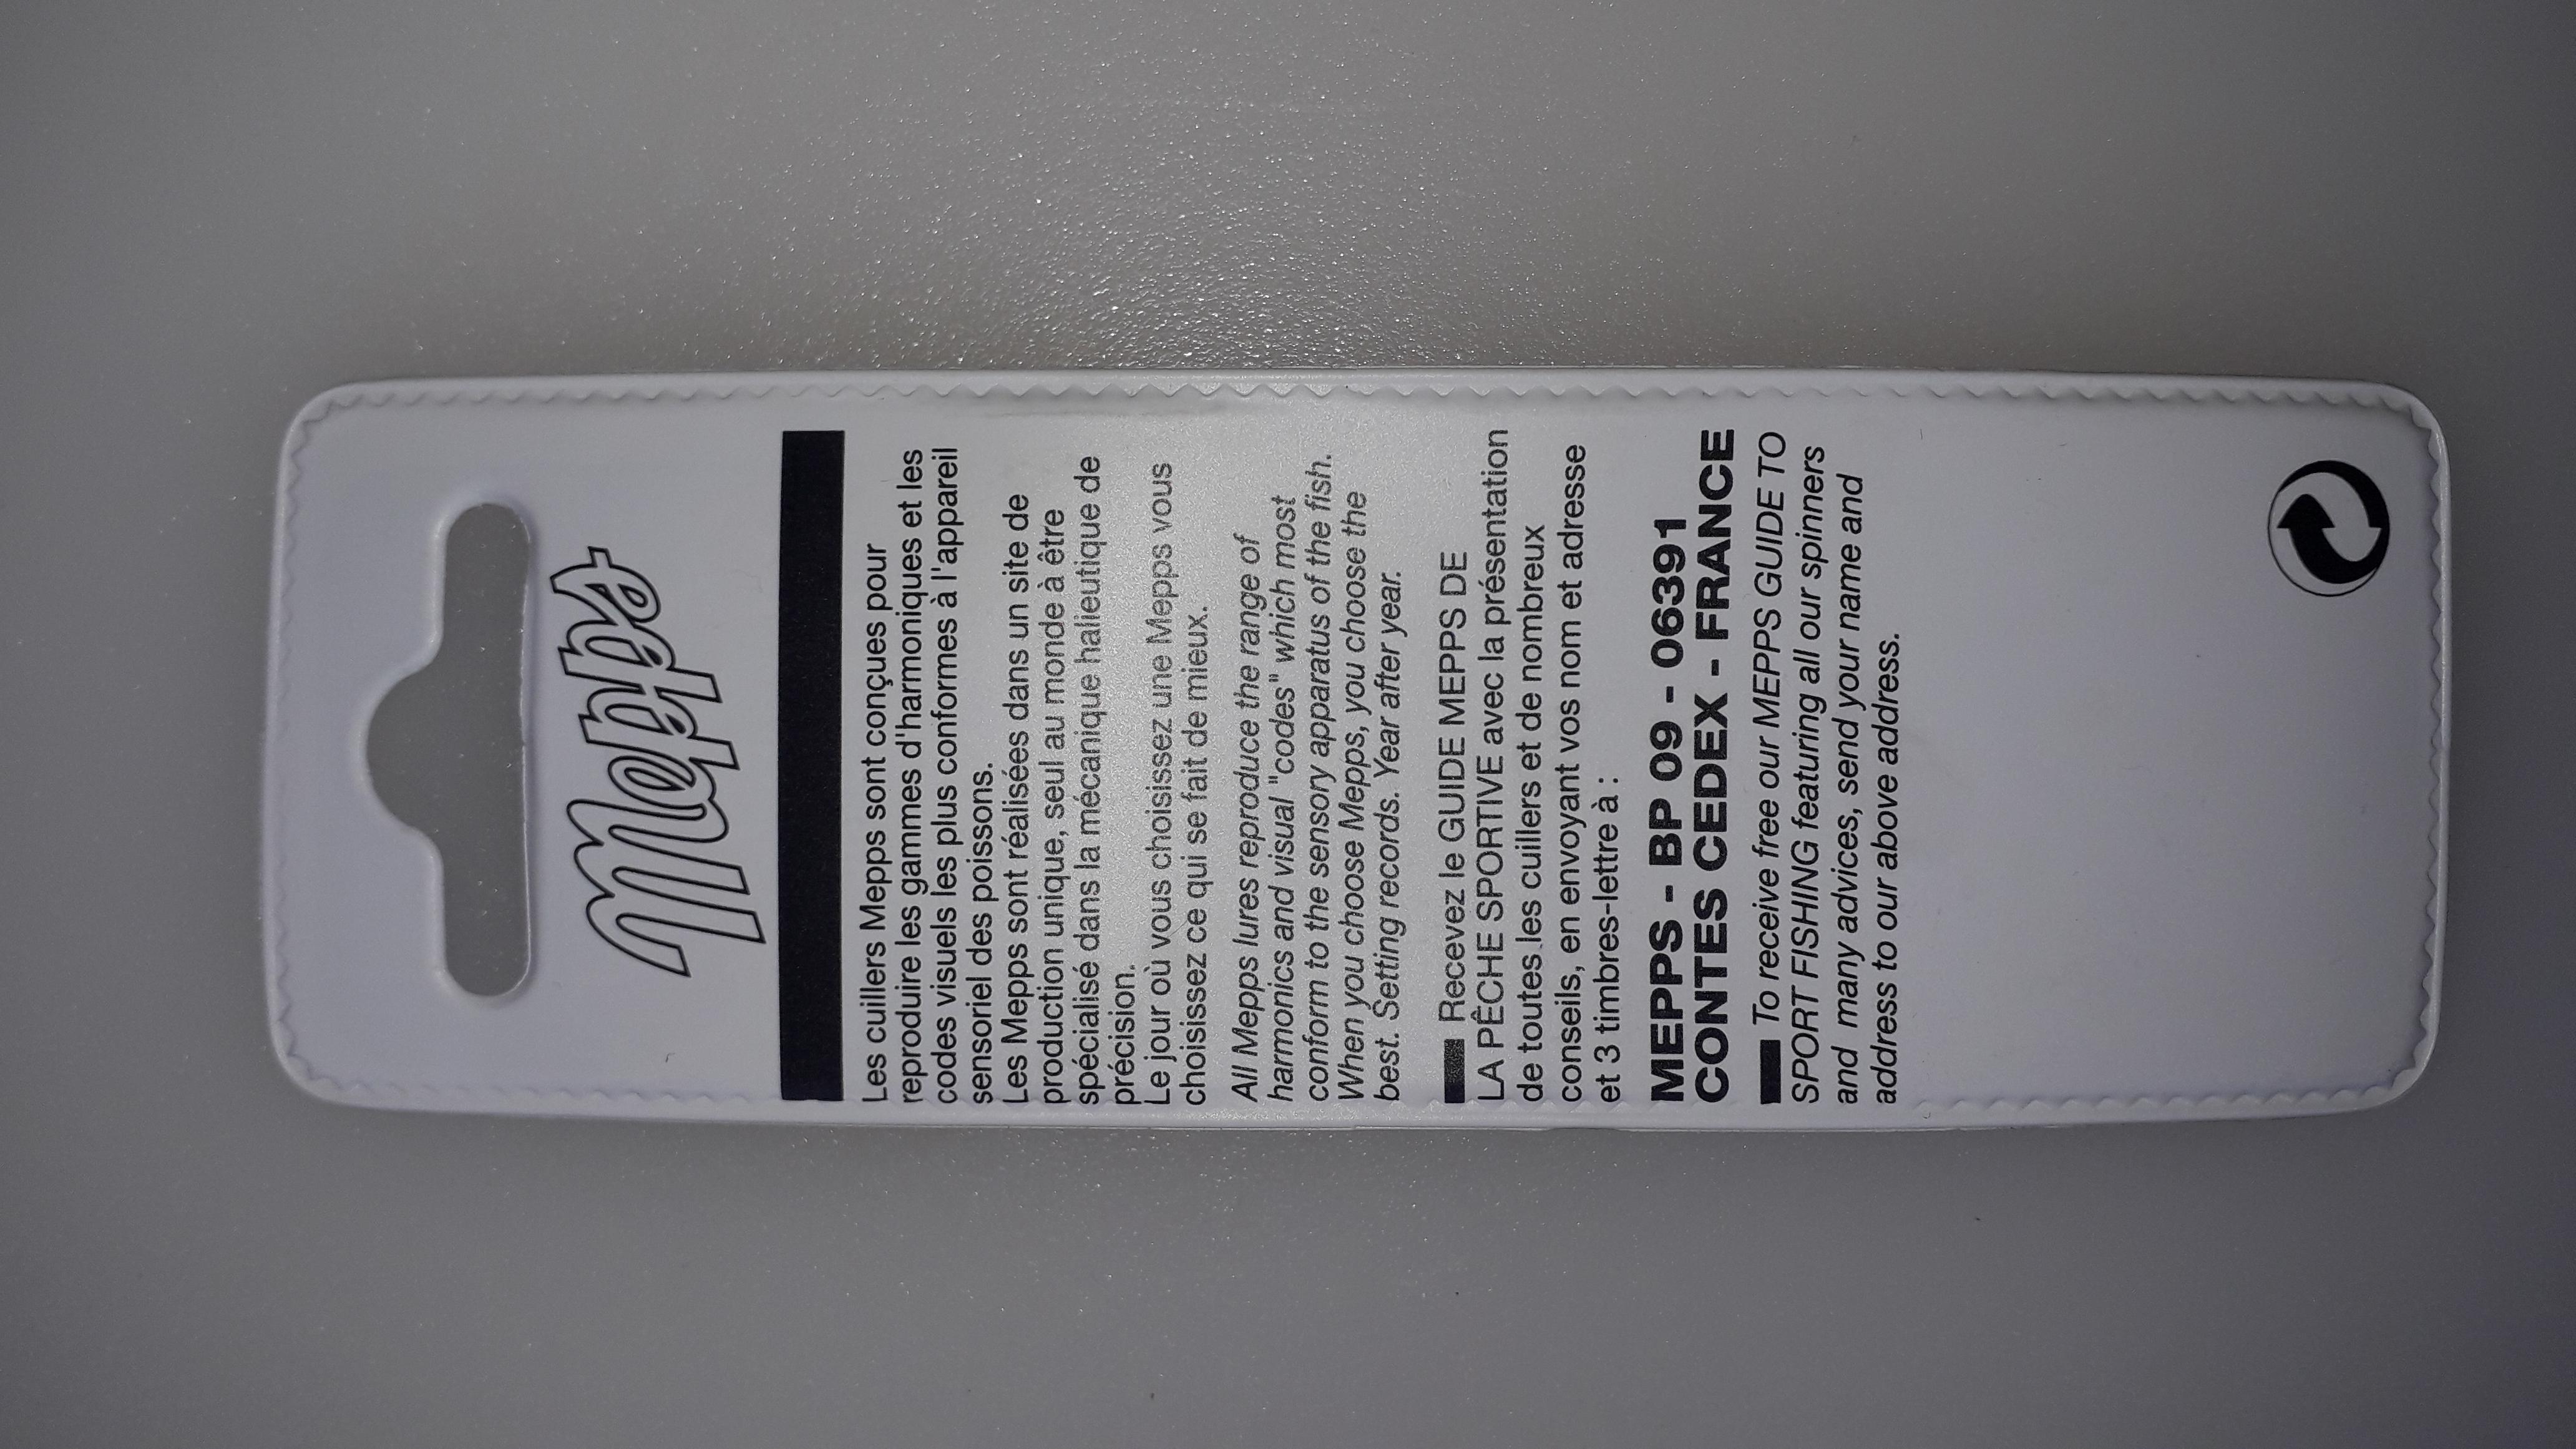 Mepps
Les cuillers Mepps sont conçues pour
reproduire les gammes d'harmoniques et les
codes visuels les plus conformes à l'appareil
sensoriel des poissons.
Les Mepps sont réalisées dans un site de
production unique, seul au monde à être
spécialisé dans la mécanique halieutique de
précision.
Le jour où vous choisissez une Mepps vous
choisissez ce qui se fait de mieux.
All Mepps lures reproduce the range of
harmonics and visual "codes" which most
conform to the sensory apparatus of the fish.
When you choose Mepps, you choose the
best. Setting records. Year after year.
Recevez le GUIDE MEPPS DE
LA PÊCHE SPORTIVE avec la présentation
de toutes les cuillers et de nombreux
conseils, en envoyant vos nom et adresse
et 3 timbres-lettre à :
MEPPS - BP 09 - 06391
CONTES CEDEX - FRANCE
To receive free our MEPPS GUIDE TO
SPORT FISHING featuring all our spinners
and many advices, send your name and
address to our above address.